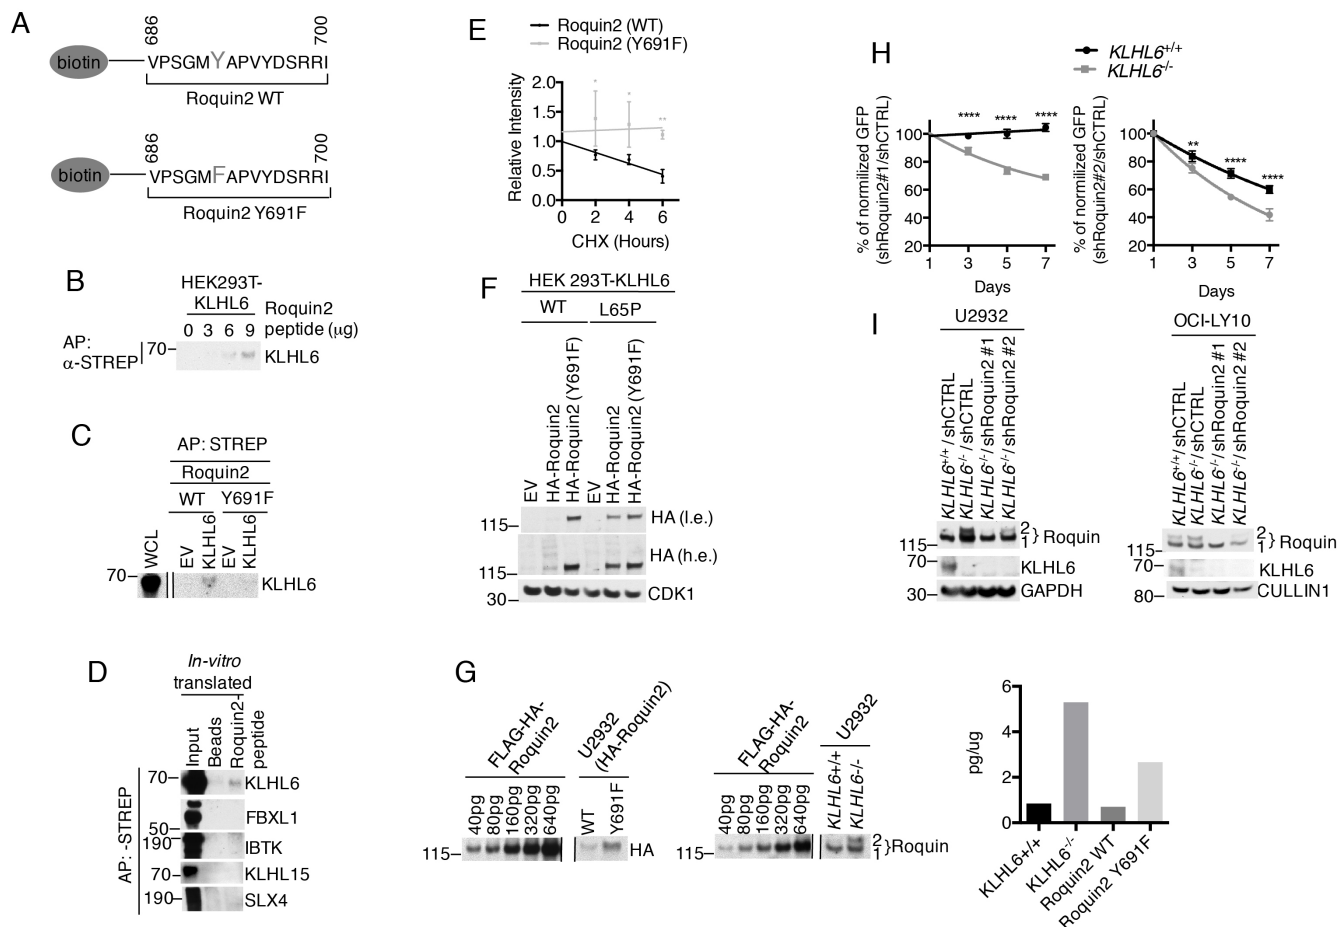 A
686
700
biotin
VPSGMYAPVYDSRRI
Roquin2 WT
686
700
biotin
VPSGMFAPVYDSRRI
Roquin2 Y691F
B
HEK293T-
KLHL6
Roquin2
0 3 6 9 peptide (μg)
AP:
α-STREP
70
KLHL6
C
AP: STREP
Roquin2
WT Y691F
WCL
EV
KLHL6
EV
KLHL6
70
KLHL6
D
In-vitro
translated
Input
Beads
Roquin2-
peptide
AP: -STREP
70
KLHL6
FBXL1
50
190
IBTK
70
KLHL15
190
SLX4
E
Roquin2 (WT)
Roquin2 (Y691F)
Relative Intensity
2.0
1.5
1.0
0.5
0.0
* * **
0 2 4 6
CHX (Hours)
F
HEK 293T-KLHL6
WT L65P
EV
HA-Roquin2
HA-Roquin2 (Y691F)
EV
HA-Roquin2
HA-Roquin2 (Y691F)
115
HA (l.e.)
HA (h.e.)
115
30
CDK1
G
FLAG-HA-
Roquin2
U2932
(HA-Roquin2)
40pg
80pg
160pg
320pg
640pg
WT
Y691F
115
HA
FLAG-HA-
Roquin2
U2932
40pg
80pg
160pg
320pg
640pg
KLHL6+/+
KLHL6-/-
115
2
1
}Roquin
pg/ug
6
4
2
0
KLHL6+/+
KLHL6-/-
Roquin2 WT
Roquin2 Y691F
H
KLHL6+/+
KLHL6-/-
% of normilized GFP
(shRoquin2#1/shCTRL)
100
80
60
40
20
**** **** ****
1 3 5 7
Days
% of normilized GFP
(shRoquin2#2/shCTRL)
100
80
60
40
20
** **** ****
1 3 5 7
Days
I
U2932
KLHL6+/+/shCTRL
KLHL6-/-/shCTRL
KLHL6-/-/shRoquin2 #1
KLHL6-/-/shRoquin2 #2
2
1
} Roquin
115
70
KLHL6
30
GAPDH
OCI-LY10
KLHL6+/+/shCTRL
KLHL6-/-/shCTRL
KLHL6-/-/shRoquin2 #1
KLHL6-/-/shRoquin2 #2
2
1
} Roquin
115
70
KLHL6
80
CULLIN1